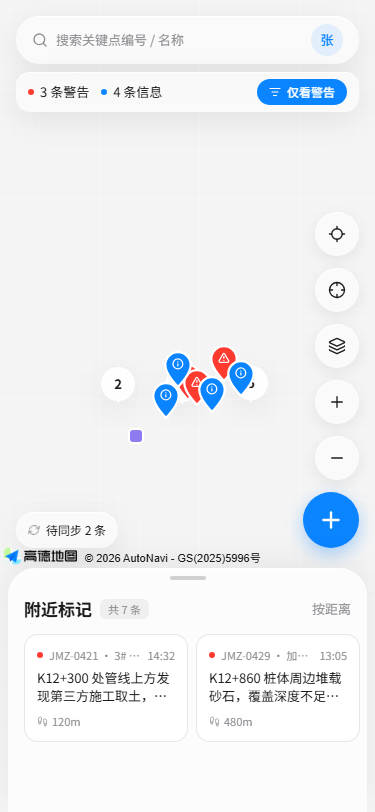 搜索关键点编号 / 名称
张
3 条警告
4 条信息
仅看警告
2
待同步 2 条
高德地图 © 2026 AutoNavi - GS(2025)5996号
附近标记
共 7 条
按距离
JMZ-0421 · 3# ··· 14:32
K12+300 处管线上方发
现第三方施工取土，···
120m
JMZ-0429 · 加··· 13:05
K12+860 桩体周边堆载
砂石，覆盖深度不足···
480m